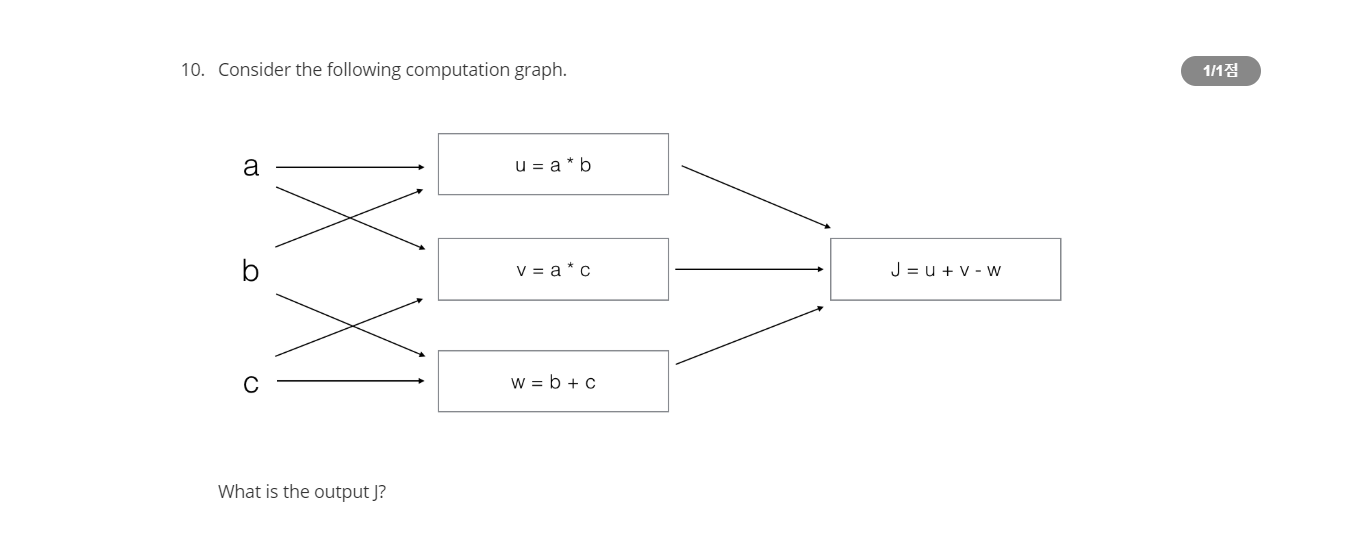 10. Consider the following computation graph.
1/1점
a
u = a * b
b
v = a * c
J = u + v - w
c
w = b + c
What is the output J?